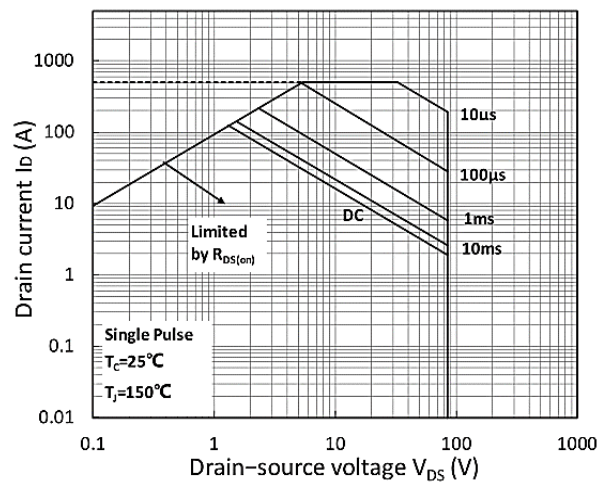 Drain current ID (A)
1000
100
10
1
0.1
0.01
10us
100μs
1ms
10ms
DC
Limited
by RDS(on)
Single Pulse
TC=25℃
TJ=150℃
0.1
1
10
100
1000
Drain-source voltage VDS (V)